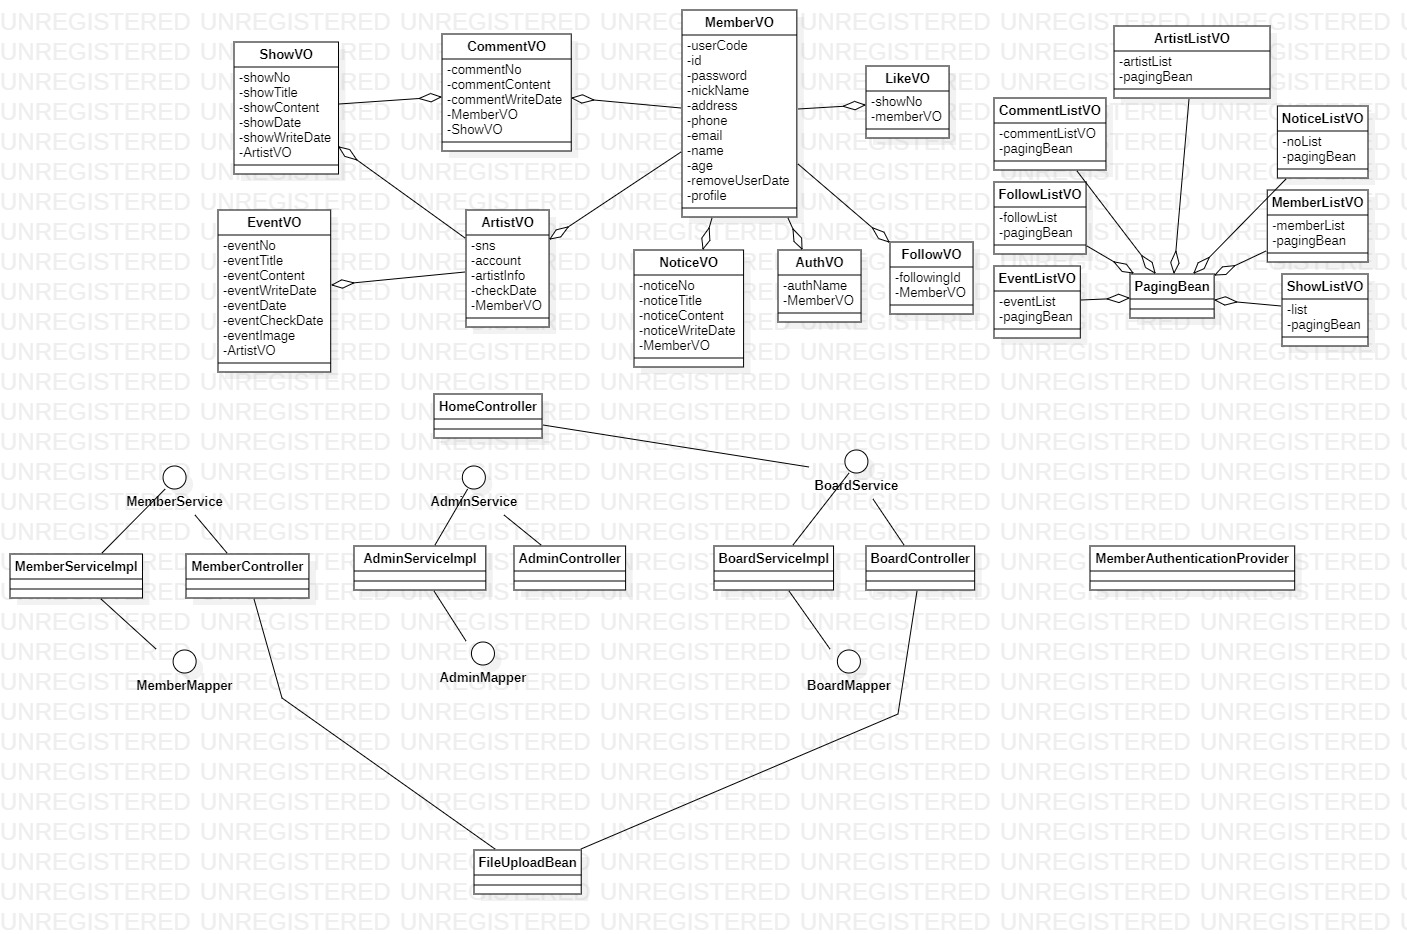 ShowVO
-showNo
-showTitle
-showContent
-showDate
-showWriteDate
-ArtistVO
CommentVO
-commentNo
-commentContent
-commentWriteDate
-MemberVO
-ShowVO
MemberVO
-userCode
-id
-password
-nickName
-address
-phone
-email
-name
-age
-removeUserDate
-profile
LikeVO
-showNo
-memberVO
EventVO
-eventNo
-eventTitle
-eventContent
-eventWriteDate
-eventDate
-eventCheckDate
-eventImage
-ArtistVO
ArtistVO
-sns
-account
-artistInfo
-checkDate
-MemberVO
NoticeVO
-noticeNo
-noticeTitle
-noticeContent
-noticeWriteDate
-MemberVO
AuthVO
-authName
-MemberVO
FollowVO
-followingId
-MemberVO
ArtistListVO
-artistList
-pagingBean
CommentListVO
-commentListVO
-pagingBean
NoticeListVO
-noList
-pagingBean
FollowListVO
-followList
-pagingBean
MemberListVO
-memberList
-pagingBean
EventListVO
-eventList
-pagingBean
PagingBean
ShowListVO
-list
-pagingBean
HomeController
MemberService
AdminService
BoardService
MemberServiceImpl
MemberController
AdminServiceImpl
AdminController
BoardServiceImpl
BoardController
MemberAuthenticationProvider
MemberMapper
AdminMapper
BoardMapper
FileUploadBean
UNREGISTERED